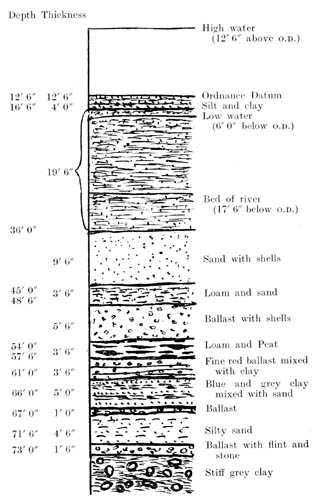 Depth Thickness
High water
(12′ 6″ above O.D.)
12′ 6″ 12′ 6″ Ordnance Datum
16′ 6″ 4′ 0″ Silt and clay
Low water
(6′ 0″ below O.D.)
19′ 6″
Bed of river
(17′ 6″ below O.D.)
36′ 0″
9′ 0″ Sand with shells
45′ 0″
3′ 6″ Loam and sand
48′ 6″
5′ 6″ Ballast with shells
54′ 0″
3′ 6″ Loam and Peat
57′ 6″
61′ 0″ 3′ 6″ Fine red ballast mixed
with clay
66′ 0″ 5′ 0″ Blue and grey clay
mixed with sand
67′ 0″ 1′ 0″ Ballast
71′ 6″ 4′ 6″ Silty sand
73′ 0″ 1′ 6″ Ballast with flint and
stone
Stiff grey clay